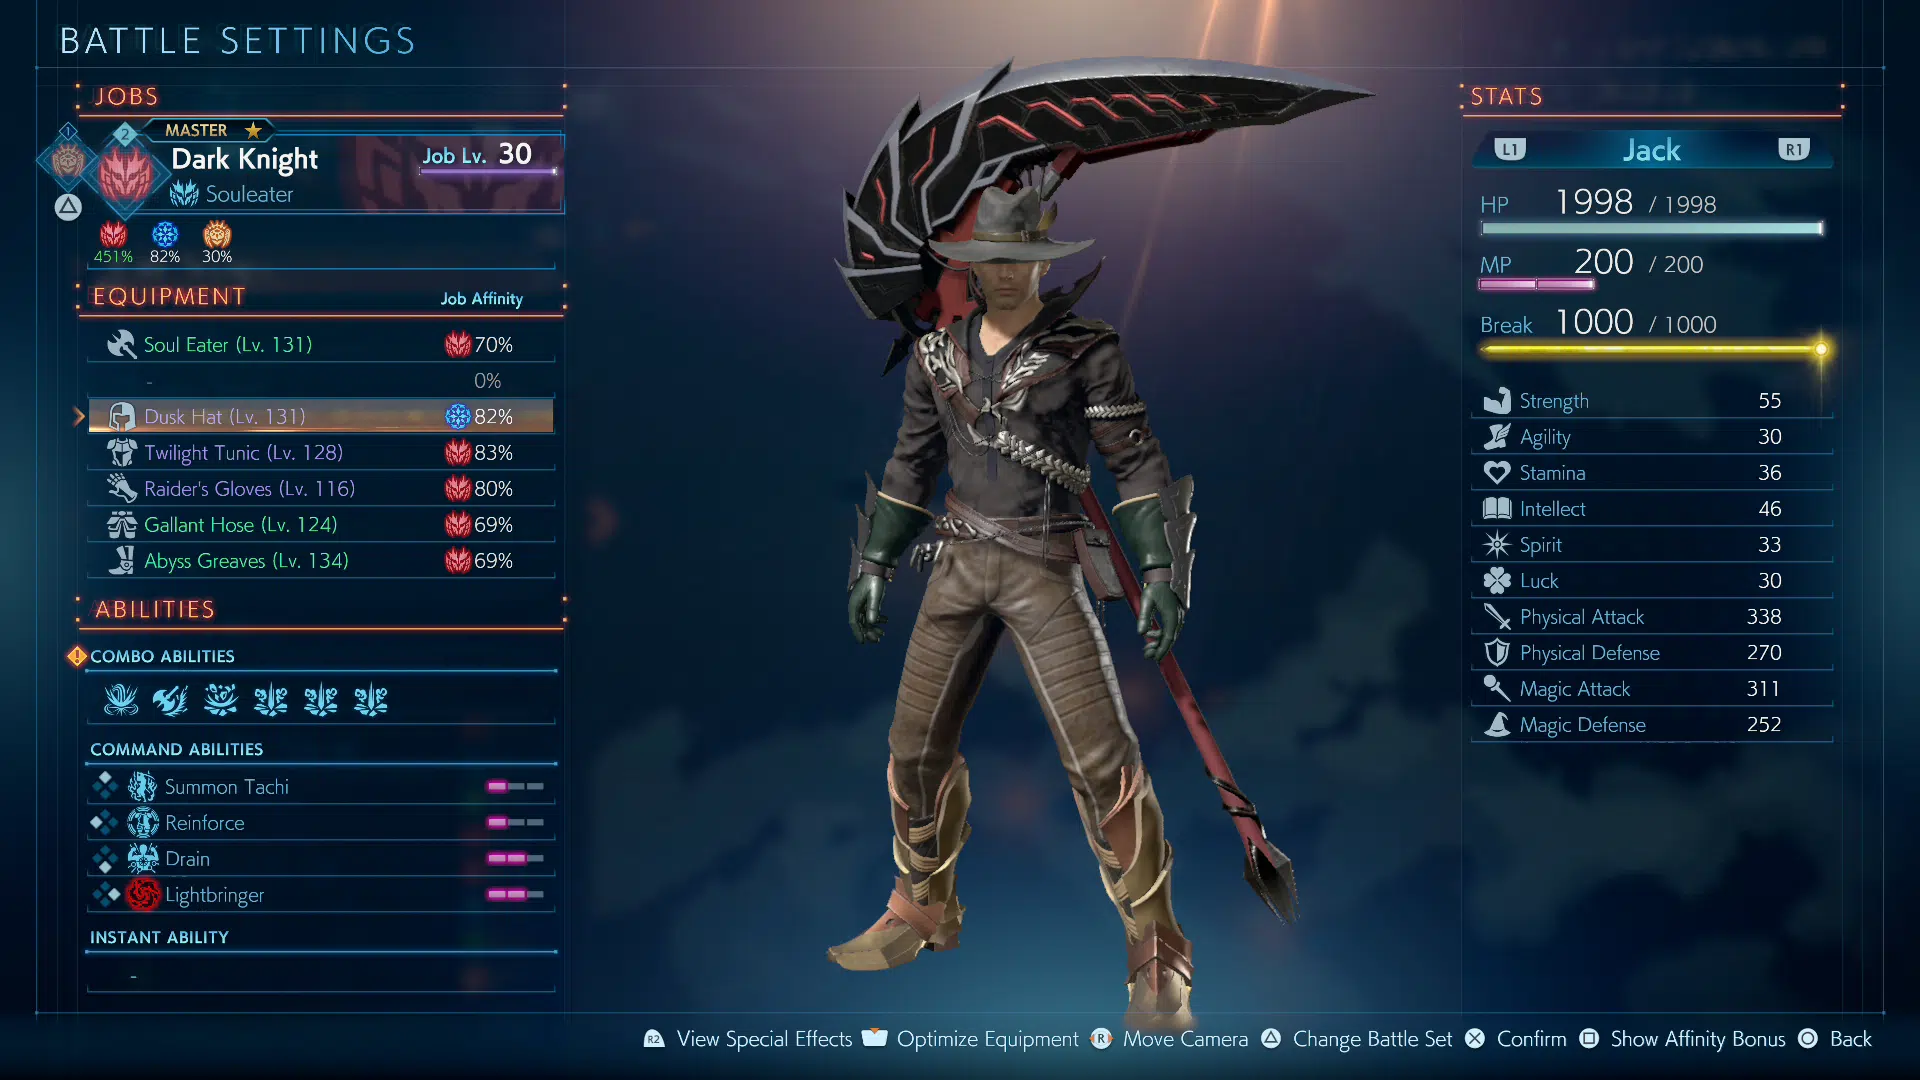 BATTLE SETTINGS
JOBS
1
2
MASTER
Dark Knight
Job Lv. 30
Souleater
451% 82% 30%
EQUIPMENT
Job Affinity
Soul Eater (Lv. 131) 70%
- 0%
Dusk Hat (Lv. 131) 82%
Twilight Tunic (Lv. 128) 83%
Raider's Gloves (Lv. 116) 80%
Gallant Hose (Lv. 124) 69%
Abyss Greaves (Lv. 134) 69%
ABILITIES
! COMBO ABILITIES
COMMAND ABILITIES
Summon Tachi
Reinforce
Drain
Lightbringer
INSTANT ABILITY
-
STATS
L1 Jack R1
HP 1998 / 1998
MP 200 / 200
Break 1000 / 1000
Strength 55
Agility 30
Stamina 36
Intellect 46
Spirit 33
Luck 30
Physical Attack 338
Physical Defense 270
Magic Attack 311
Magic Defense 252
R2 View Special Effects Optimize Equipment R Move Camera Change Battle Set Confirm Show Affinity Bonus Back